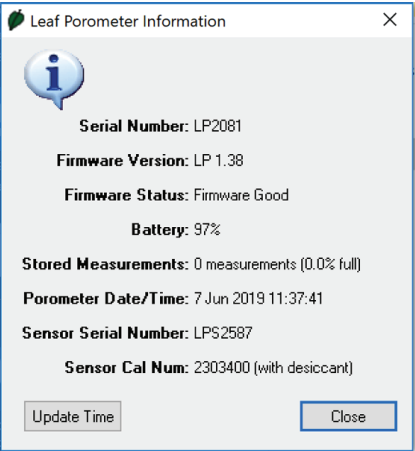 Leaf Porometer Information
Serial Number: LP2081
Firmware Version: LP 1.38
Firmware Status: Firmware Good
Battery: 97%
Stored Measurements: 0 measurements (0.0% full)
Porometer Date/Time: 7 Jun 2019 11:37:41
Sensor Serial Number: LPS2587
Sensor Cal Num: 2303400 (with desiccant)
Update Time Close